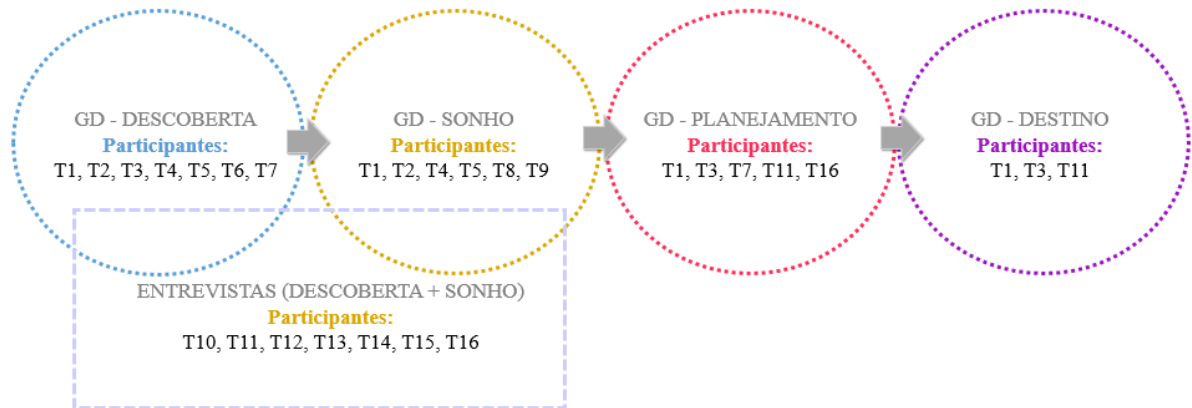 GD - DESCOBERTA
Participantes:
T1, T2, T3, T4, T5, T6, T7
GD - SONHO
Participantes:
T1, T2, T4, T5, T8, T9
GD - PLANEJAMENTO
Participantes:
T1, T3, T7, T11, T16
GD - DESTINO
Participantes:
T1, T3, T11
ENTREVISTAS (DESCOBERTA + SONHO)
Participantes:
T10, T11, T12, T13, T14, T15, T16